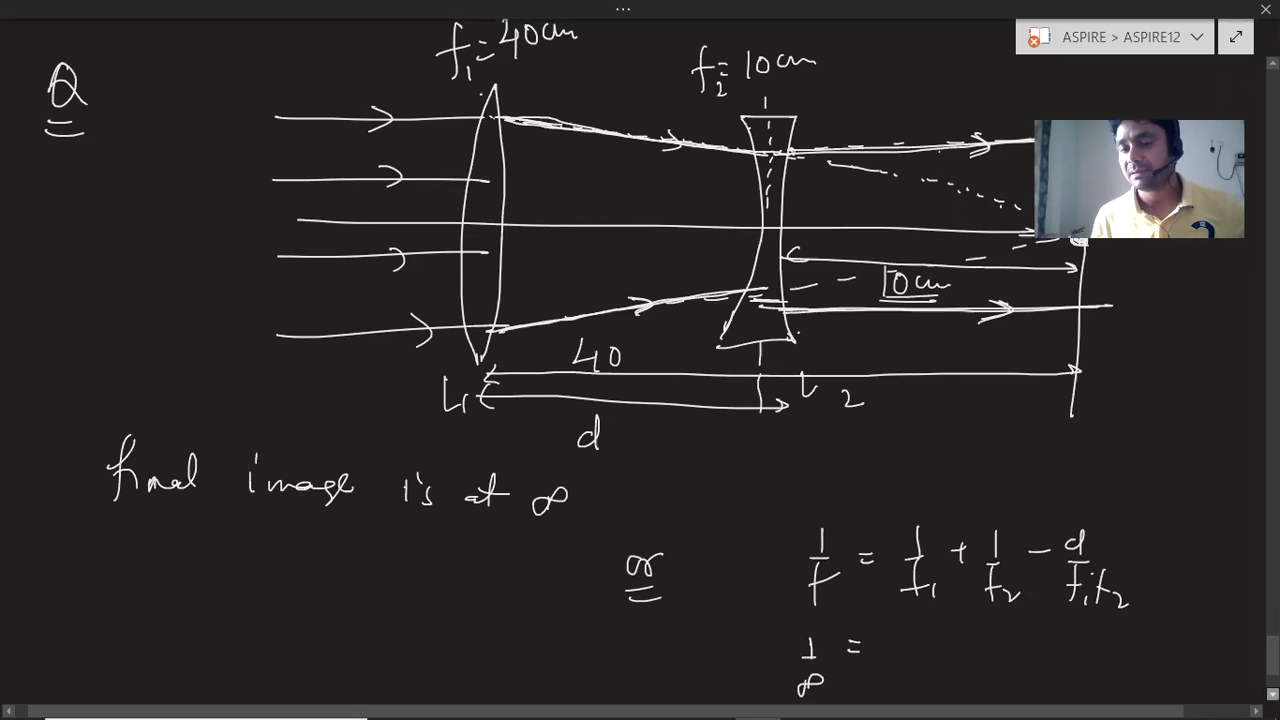 ASPIRE > ASPIRE12
Q
f₁ = 40cm
f₂ = 10cm
10cm
40
L₁
L₂
d
final image is at ∞
or
1/f = 1/f₁ + 1/f₂ - d/f₁f₂
1/∞ =